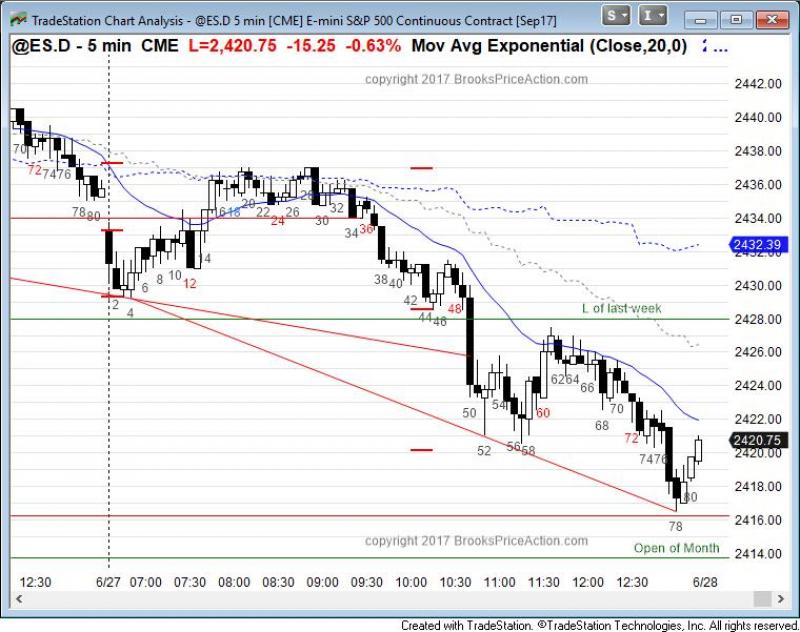 TradeStation Chart Analysis - @ES.D 5 min [CME] E-mini S&P 500 Continuous Contract [Sep17]
S I
@ES.D - 5 min CME L=2,420.75 -15.25 -0.63% Mov Avg Exponential (Close,20,0) ...
copyright 2017 BrooksPriceAction.com
2442.00
2440.00
2438.00
2436.00
2434.00
2432.39
2432.00
2430.00
2428.00
2426.00
2424.00
2422.00
2420.75
2420.00
2418.00
2416.00
2414.00
70 72 74 76 78 80
2 4 6 8 10 12 14 16 18 20 22 24 26 28 30 32 34 36 38 40 42 44 46 48
L of last week
50 52 54 56 58 60 62 64 66 68 70 72 74 76 78 80
copyright 2017 BrooksPriceAction.com
Open of Month
12:30 6/27 07:00 07:30 08:00 08:30 09:00 09:30 10:00 10:30 11:00 11:30 12:00 12:30 6/28
Created with TradeStation. ©TradeStation Technologies, Inc. All rights reserved.